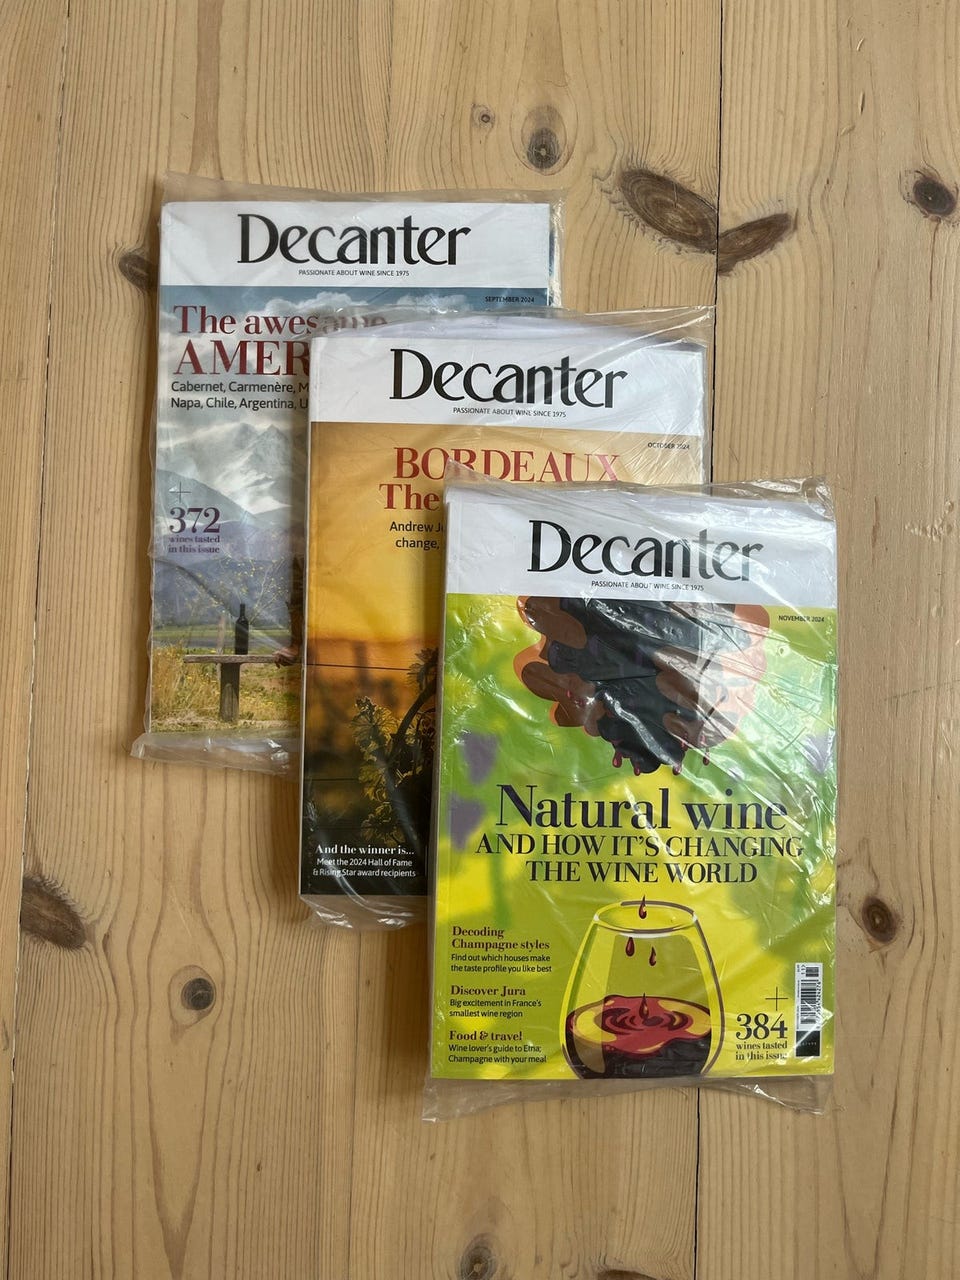 Decanter
PASSIONATE ABOUT WINE SINCE 1975
SEPTEMBER 2024
The awesome
AMER
Cabernet, Carmenère, M
Napa, Chile, Argentina, U
+
372
wines tasted
in this issue
Decanter
PASSIONATE ABOUT WINE SINCE 1975
OCTOBER 2024
BORDEAUX
The
Andrew J
change,
And the winner is...
Meet the 2024 Hall of Fame
& Rising Star award recipients
Decanter
PASSIONATE ABOUT WINE SINCE 1975
NOVEMBER 2024
Natural wine
AND HOW IT'S CHANGING
THE WINE WORLD
Decoding
Champagne styles
Find out which houses make
the taste profile you like best
Discover Jura
Big excitement in France's
smallest wine region
Food & travel
Wine lover's guide to Etna;
Champagne with your meal
+
384
wines tasted
in this issue